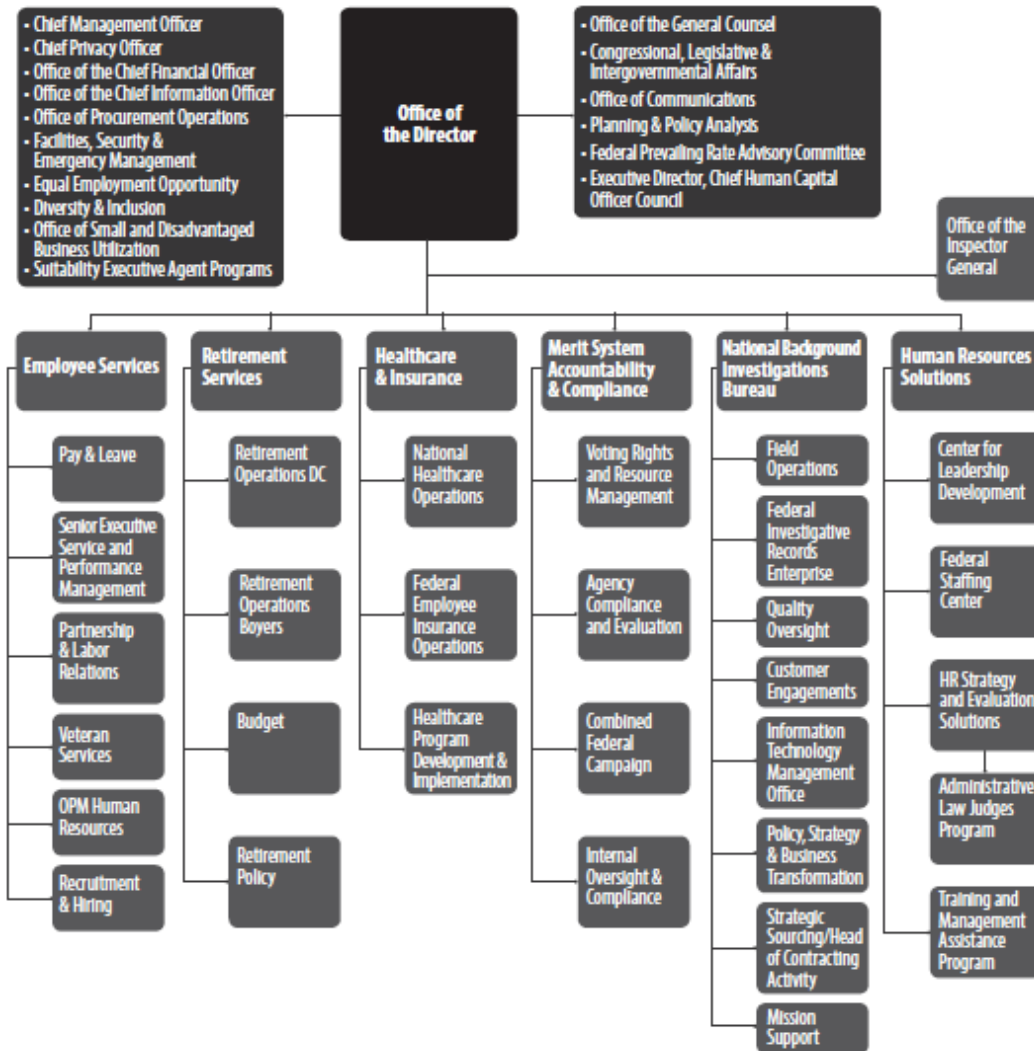 • Chief Management Officer
• Chief Privacy Officer
• Office of the Chief Financial Officer
• Office of the Chief Information Officer
• Office of Procurement Operations
• Facilities, Security &
Emergency Management
• Equal Employment Opportunity
• Diversity & Inclusion
• Office of Small and Disadvantaged
Business Utilization
• Suitability Executive Agent Programs
Office of
the Director
• Office of the General Counsel
• Congressional, Legislative &
Intergovernmental Affairs
• Office of Communications
• Planning & Policy Analysis
• Federal Prevailing Rate Advisory Committee
• Executive Director, Chief Human Capital
Officer Council
Office of the
Inspector
General
Employee Services
Pay & Leave
Senior Executive
Service and
Performance
Management
Partnership
& Labor
Relations
Veteran
Services
OPM Human
Resources
Recruitment
& Hiring
Retirement
Services
Retirement
Operations DC
Retirement
Operations
Boyers
Budget
Retirement
Policy
Healthcare
& Insurance
National
Healthcare
Operations
Federal
Employee
Insurance
Operations
Healthcare
Program
Development &
Implementation
Merit System
Accountability
& Compliance
Voting Rights
and Resource
Management
Agency
Compliance
and Evaluation
Combined
Federal
Campaign
Internal
Oversight &
Compliance
National Background
Investigations
Bureau
Field
Operations
Federal
Investigative
Records
Enterprise
Quality
Oversight
Customer
Engagements
Information
Technology
Management
Office
Policy, Strategy
& Business
Transformation
Strategic
Sourcing/Head
of Contracting
Activity
Mission
Support
Human Resources
Solutions
Center for
Leadership
Development
Federal
Staffing
Center
HR Strategy
and Evaluation
Solutions
Administrative
Law Judges
Program
Training and
Management
Assistance
Program